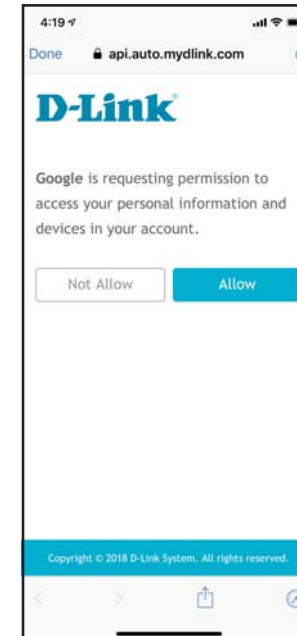 4:19
Done api.auto.mydlink.com
D-Link
Google is requesting permission to
access your personal information and
devices in your account.
Not Allow Allow
Copyright © 2018 D-Link System. All rights reserved.